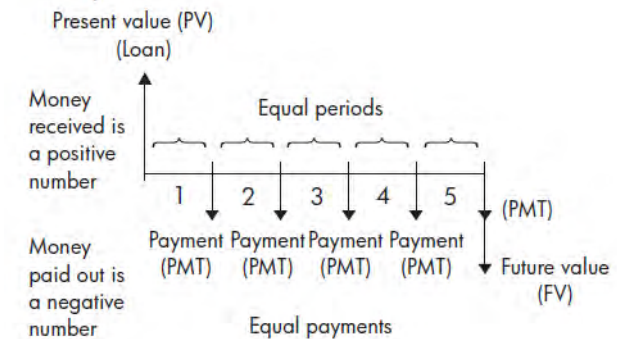 Present value (PV)
(Loan)
Money
received is
a positive
number
Equal periods
1 2 3 4 5
(PMT)
Payment Payment Payment Payment
(PMT) (PMT) (PMT) (PMT)
Money
paid out is
a negative
number
Future value
(FV)
Equal payments